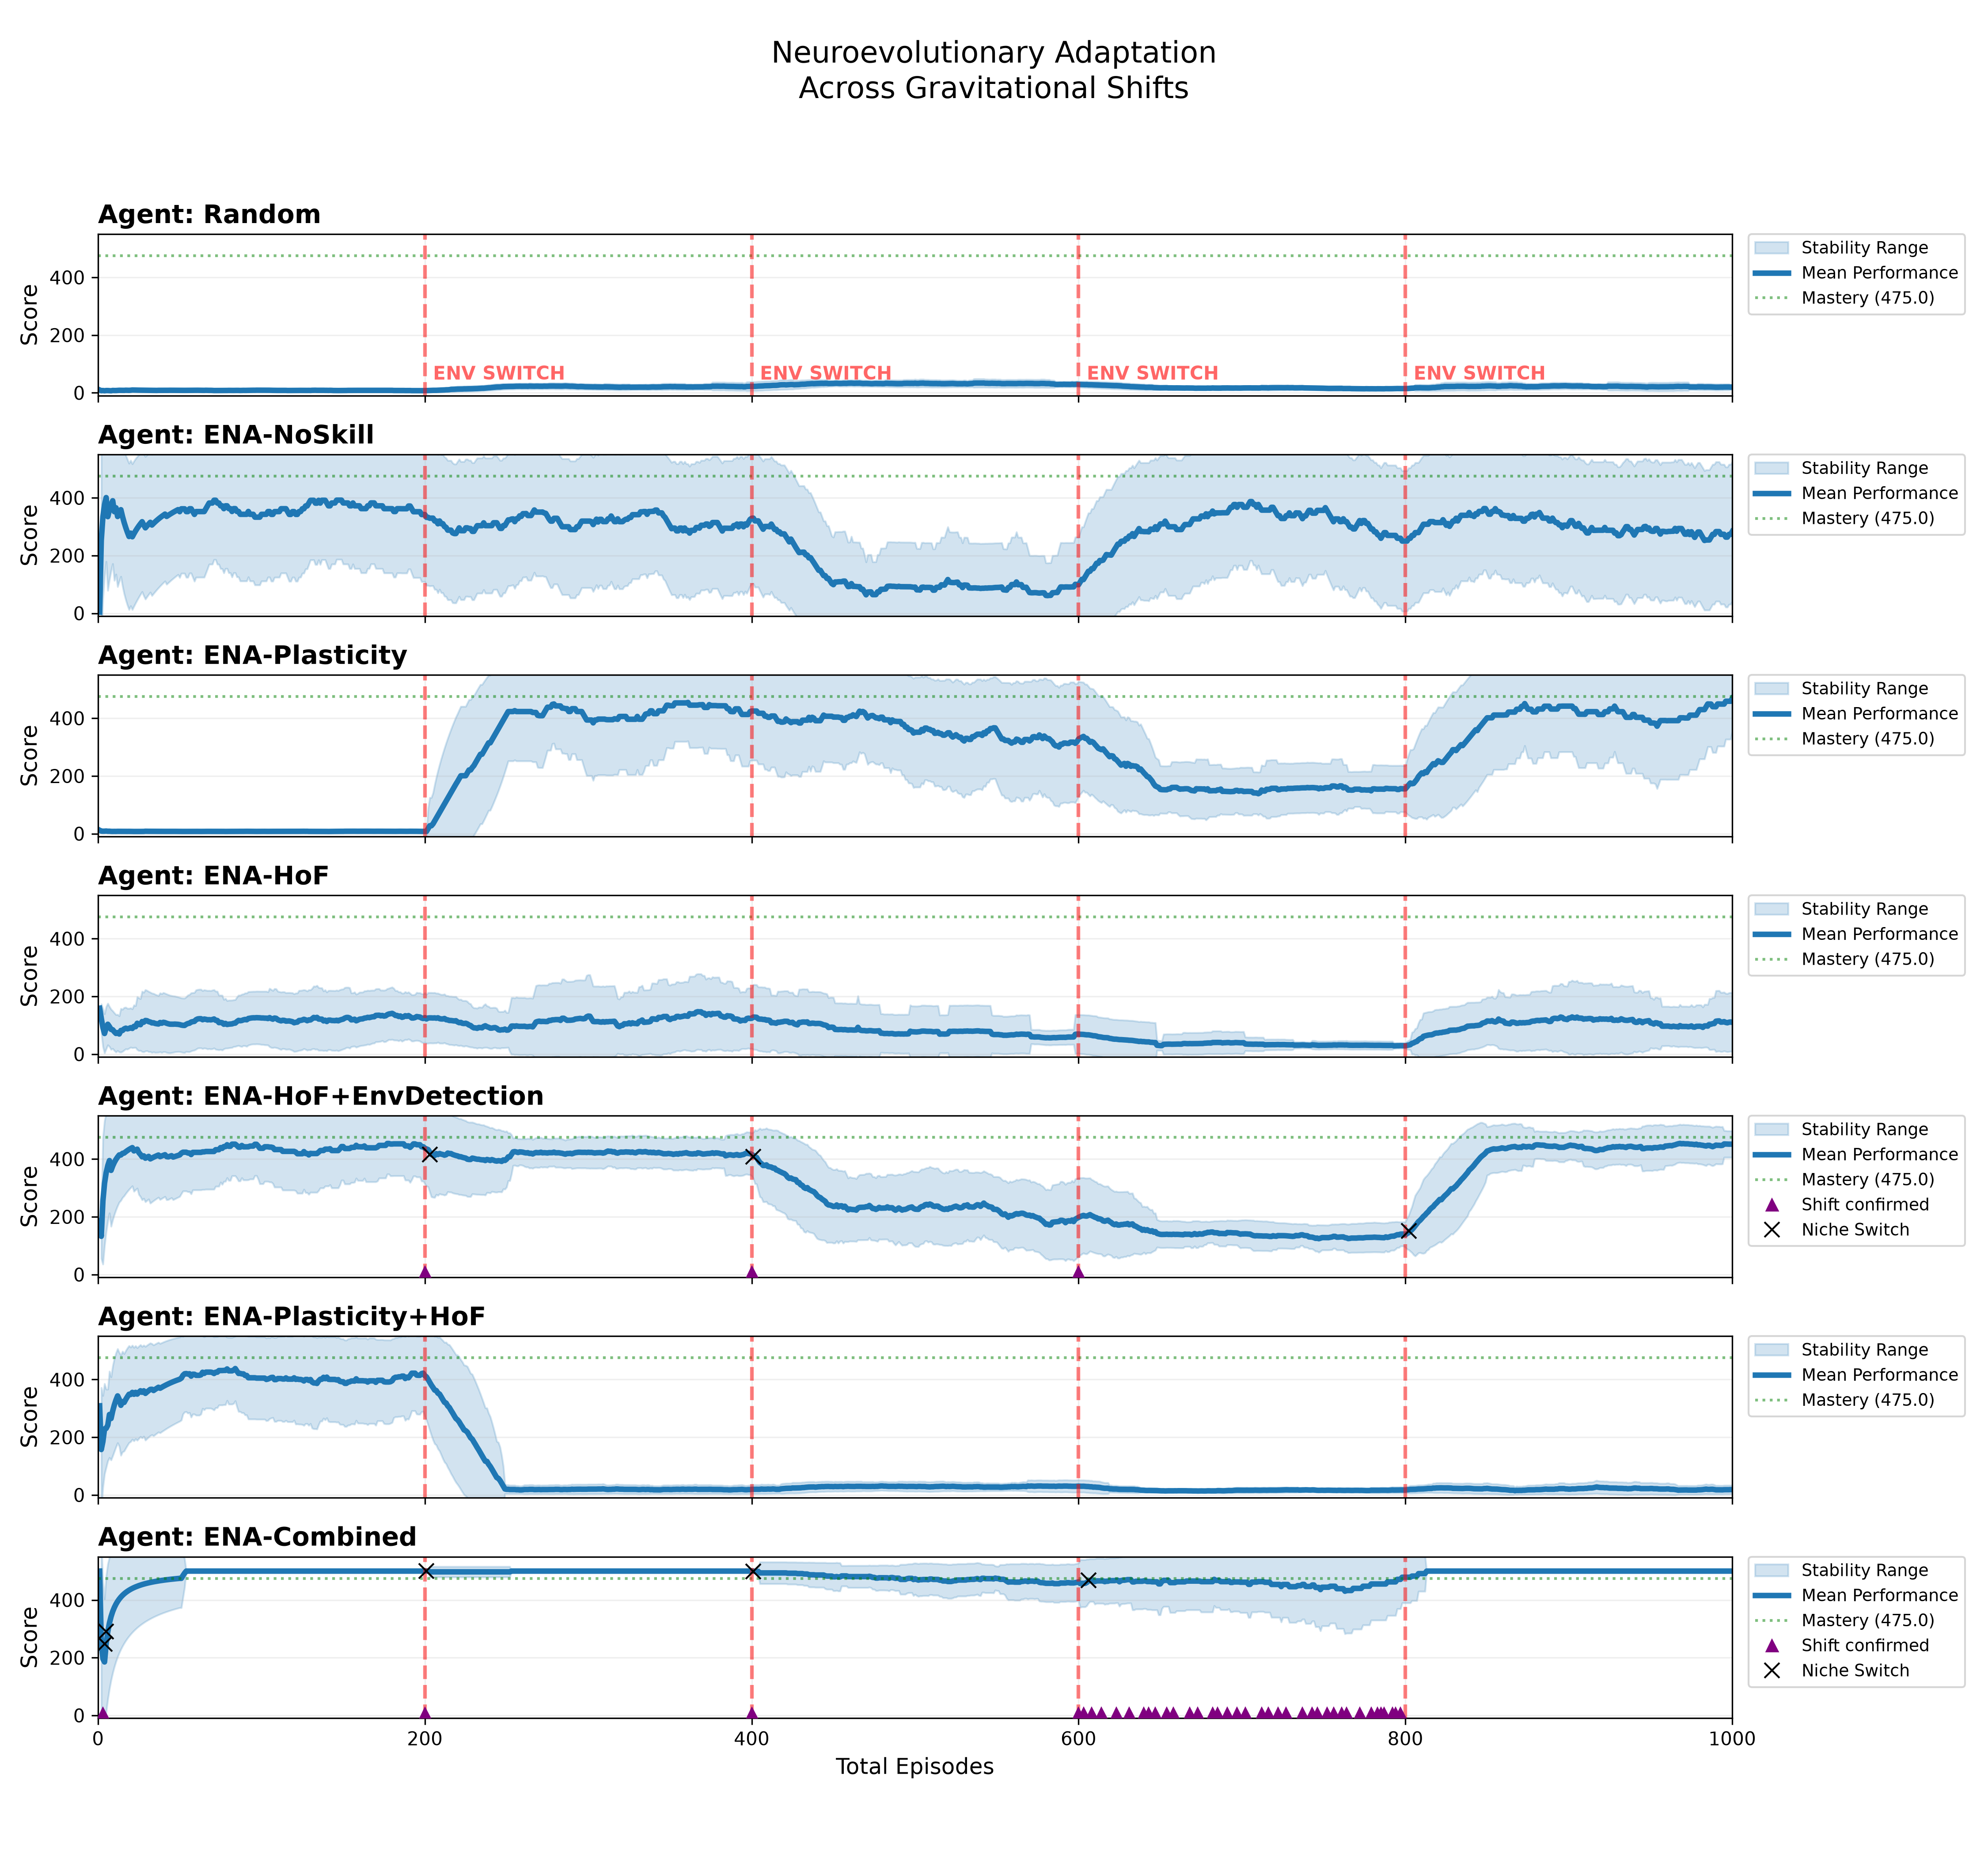 Neuroevolutionary Adaptation
Across Gravitational Shifts
Agent: Random
Score
400
200
0
ENV SWITCH
ENV SWITCH
ENV SWITCH
ENV SWITCH
Stability Range
Mean Performance
Mastery (475.0)
Agent: ENA-NoSkill
Score
400
200
0
Stability Range
Mean Performance
Mastery (475.0)
Agent: ENA-Plasticity
Score
400
200
0
Stability Range
Mean Performance
Mastery (475.0)
Agent: ENA-HoF
Score
400
200
0
Stability Range
Mean Performance
Mastery (475.0)
Agent: ENA-HoF+EnvDetection
Score
400
200
0
Stability Range
Mean Performance
Mastery (475.0)
Shift confirmed
Niche Switch
Agent: ENA-Plasticity+HoF
Score
400
200
0
Stability Range
Mean Performance
Mastery (475.0)
Agent: ENA-Combined
Score
400
200
0
Stability Range
Mean Performance
Mastery (475.0)
Shift confirmed
Niche Switch
0
200
400
600
800
1000
Total Episodes